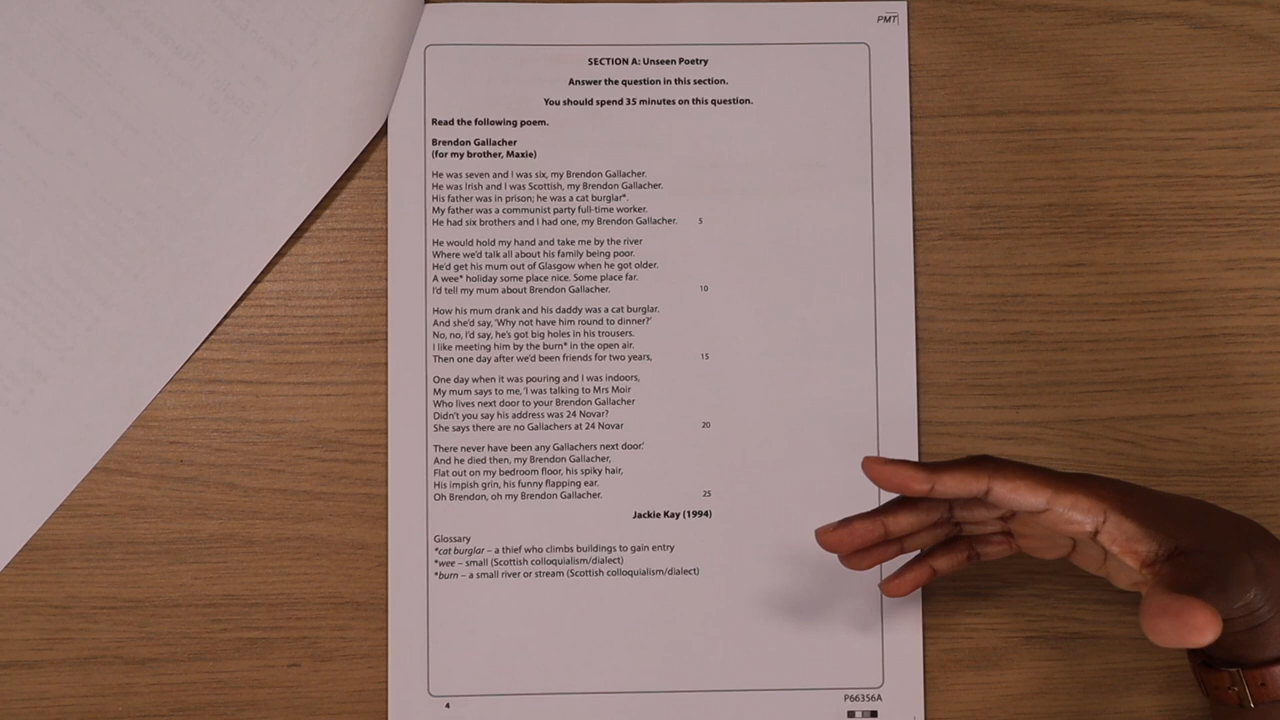 PMT
SECTION A: Unseen Poetry
Answer the question in this section.
You should spend 35 minutes on this question.
Read the following poem.
Brendon Gallacher
(for my brother, Maxie)
He was seven and I was six, my Brendon Gallacher.
He was Irish and I was Scottish, my Brendon Gallacher.
His father was in prison; he was a cat burglar*.
My father was a communist party full-time worker.
He had six brothers and I had one, my Brendon Gallacher. 5
He would hold my hand and take me by the river
Where we'd talk all about his family being poor.
He'd get his mum out of Glasgow when he got older.
A wee* holiday some place nice. Some place far.
I'd tell my mum about Brendon Gallacher. 10
How his mum drank and his daddy was a cat burglar.
And she'd say, 'Why not have him round to dinner?'
No, no, I'd say, he's got big holes in his trousers.
I like meeting him by the burn* in the open air.
Then one day after we'd been friends for two years, 15
One day when it was pouring and I was indoors,
My mum says to me, 'I was talking to Mrs Moir
Who lives next door to your Brendon Gallacher
Didn't you say his address was 24 Novar?
She says there are no Gallachers at 24 Novar 20
There never have been any Gallachers next door.'
And he died then, my Brendon Gallacher,
Flat out on my bedroom floor, his spiky hair,
His impish grin, his funny flapping ear.
Oh Brendon, oh my Brendon Gallacher. 25
Jackie Kay (1994)
Glossary
*cat burglar – a thief who climbs buildings to gain entry
*wee – small (Scottish colloquialism/dialect)
*burn – a small river or stream (Scottish colloquialism/dialect)
4
P66356A